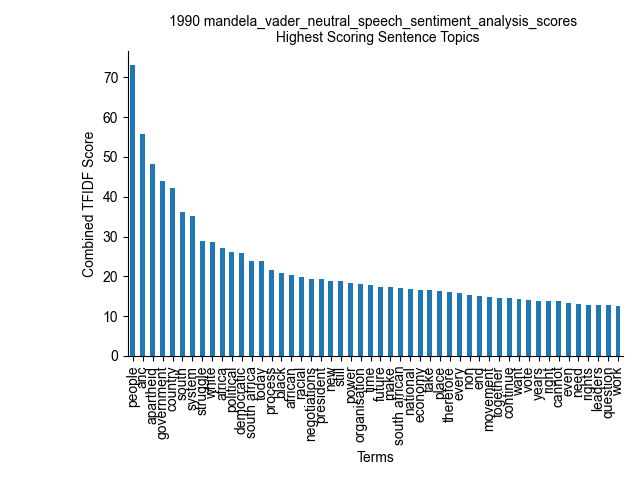 1990 mandela_vader_neutral_speech_sentiment_analysis_scores
Highest Scoring Sentence Topics
Combined TFIDF Score
70
60
50
40
30
20
10
0
people
anc
apartheid
government
country
south
system
struggle
white
africa
political
democratic
south africa
today
process
black
african
racial
negotiations
president
new
still
power
organisation
time
future
make
south african
national
economy
take
place
therefore
every
non
end
movement
together
continue
want
vote
years
right
cannot
even
need
rights
leaders
question
work
Terms